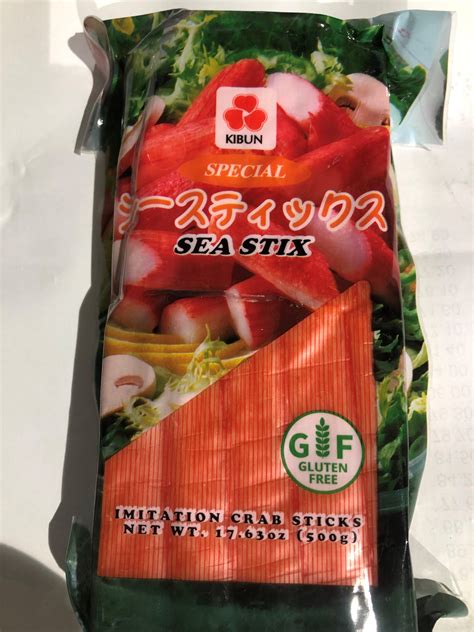 KIBUN
SPECIAL
シースティックス
SEA STIX
G F
GLUTEN
FREE
IMITATION CRAB STICKS
NET WT. 17.63oz (500g)